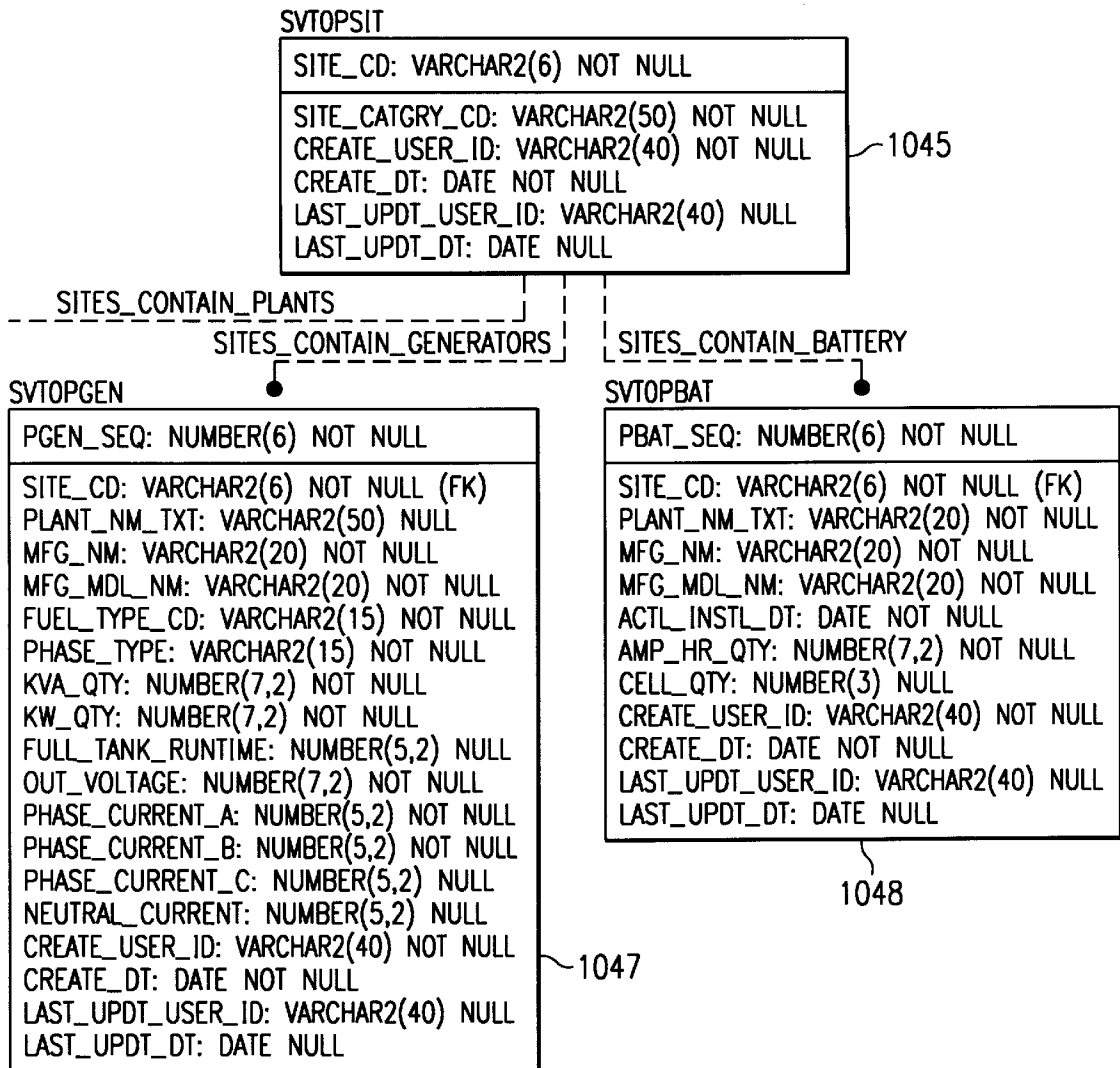 SVTOPSIT
SITE_CD: VARCHAR2(6) NOT NULL
SITE_CATGRY_CD: VARCHAR2(50) NOT NULL
CREATE_USER_ID: VARCHAR2(40) NOT NULL
CREATE_DT: DATE NOT NULL
LAST_UPDT_USER_ID: VARCHAR2(40) NULL
LAST_UPDT_DT: DATE NULL
1045
SITES_CONTAIN_PLANTS
SITES_CONTAIN_GENERATORS
SITES_CONTAIN_BATTERY
SVTOPGEN
PGEN_SEQ: NUMBER(6) NOT NULL
SITE_CD: VARCHAR2(6) NOT NULL (FK)
PLANT_NM_TXT: VARCHAR2(50) NULL
MFG_NM: VARCHAR2(20) NOT NULL
MFG_MDL_NM: VARCHAR2(20) NOT NULL
FUEL_TYPE_CD: VARCHAR2(15) NOT NULL
PHASE_TYPE: VARCHAR2(15) NOT NULL
KVA_QTY: NUMBER(7,2) NOT NULL
KW_QTY: NUMBER(7,2) NOT NULL
FULL_TANK_RUNTIME: NUMBER(5,2) NULL
OUT_VOLTAGE: NUMBER(7,2) NOT NULL
PHASE_CURRENT_A: NUMBER(5,2) NOT NULL
PHASE_CURRENT_B: NUMBER(5,2) NOT NULL
PHASE_CURRENT_C: NUMBER(5,2) NULL
NEUTRAL_CURRENT: NUMBER(5,2) NULL
CREATE_USER_ID: VARCHAR2(40) NOT NULL
CREATE_DT: DATE NOT NULL
LAST_UPDT_USER_ID: VARCHAR2(40) NULL
LAST_UPDT_DT: DATE NULL
1047
SVTOPBAT
PBAT_SEQ: NUMBER(6) NOT NULL
SITE_CD: VARCHAR2(6) NOT NULL (FK)
PLANT_NM_TXT: VARCHAR2(20) NOT NULL
MFG_NM: VARCHAR2(20) NOT NULL
MFG_MDL_NM: VARCHAR2(20) NOT NULL
ACTL_INSTL_DT: DATE NOT NULL
AMP_HR_QTY: NUMBER(7,2) NOT NULL
CELL_QTY: NUMBER(3) NULL
CREATE_USER_ID: VARCHAR2(40) NOT NULL
CREATE_DT: DATE NOT NULL
LAST_UPDT_USER_ID: VARCHAR2(40) NULL
LAST_UPDT_DT: DATE NULL
1048